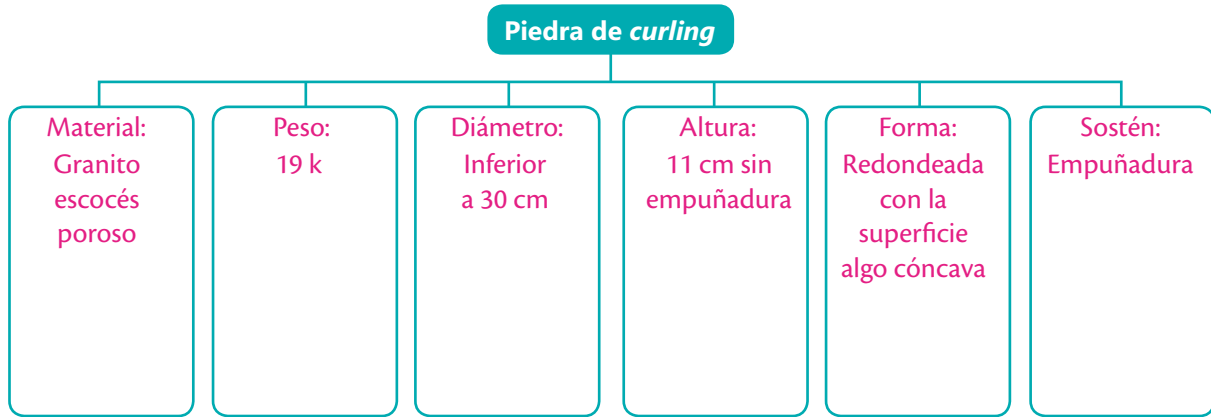 Piedra de curling
Material:
Granito
escocés
poroso
Peso:
19 k
Diámetro:
Inferior
a 30 cm
Altura:
11 cm sin
empuñadura
Forma:
Redondeada
con la
superficie
algo cóncava
Sostén:
Empuñadura